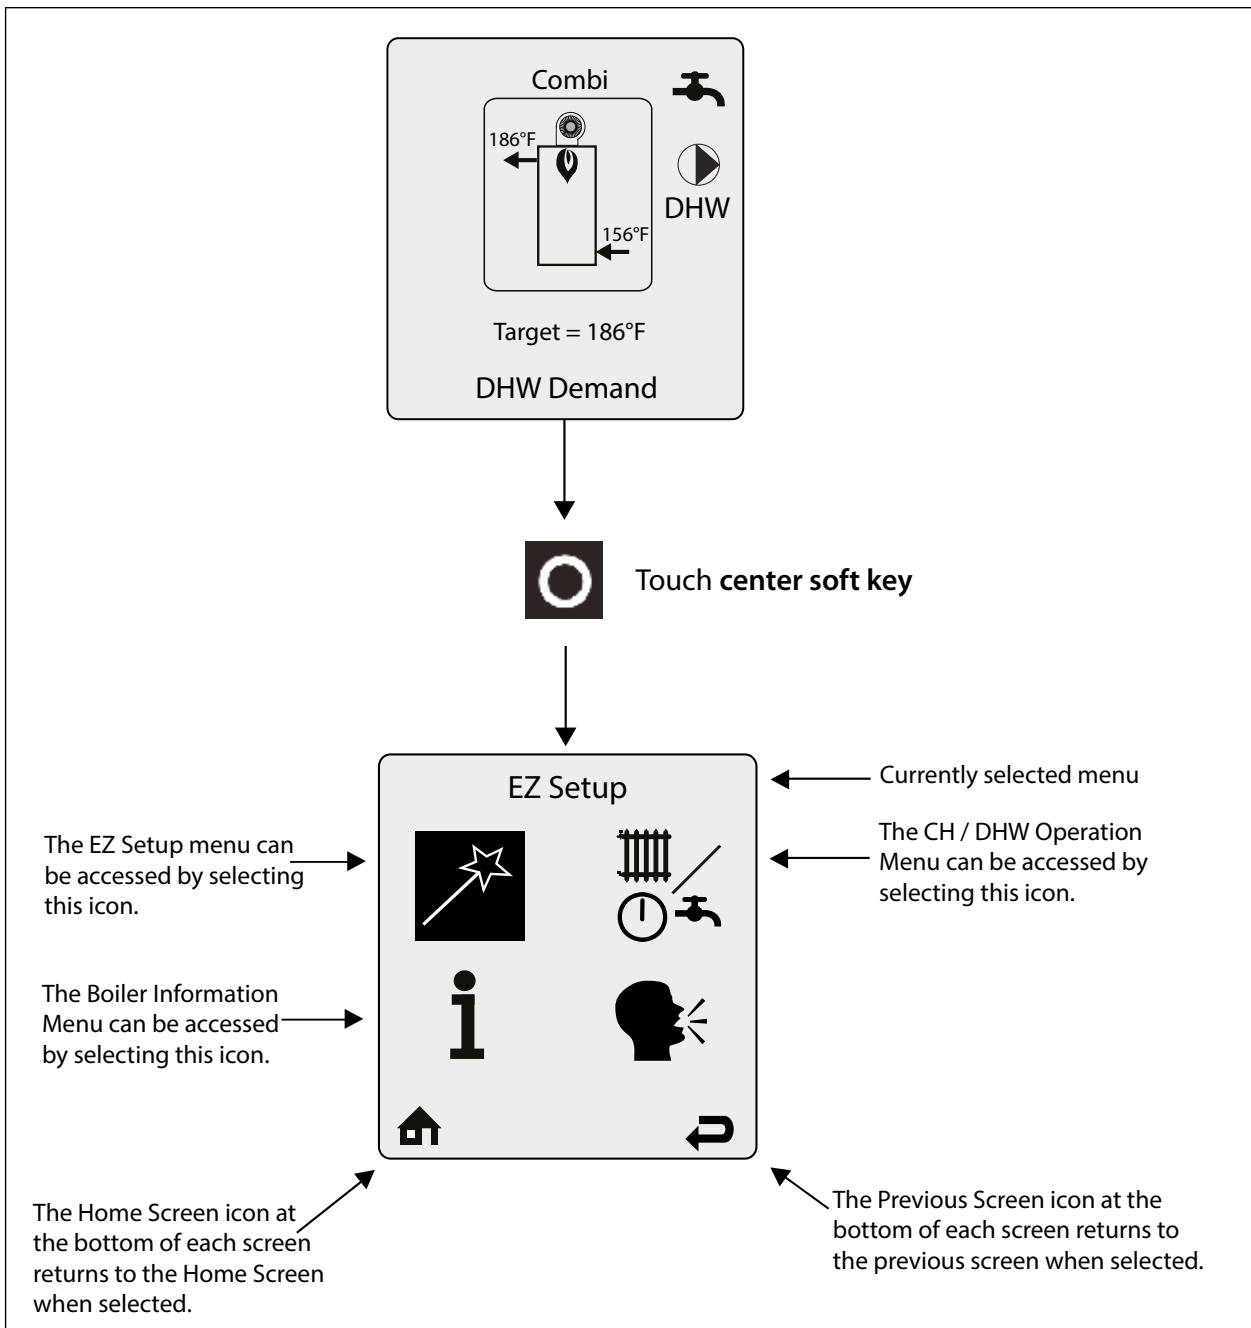 Combi
186°F
DHW
156°F
Target = 186°F
DHW Demand
Touch center soft key
EZ Setup
Currently selected menu
The EZ Setup menu can
be accessed by selecting
this icon.
The CH / DHW Operation
Menu can be accessed by
selecting this icon.
The Boiler Information
Menu can be accessed
by selecting this icon.
The Home Screen icon at
the bottom of each screen
returns to the Home Screen
when selected.
The Previous Screen icon at the
bottom of each screen returns to
the previous screen when selected.